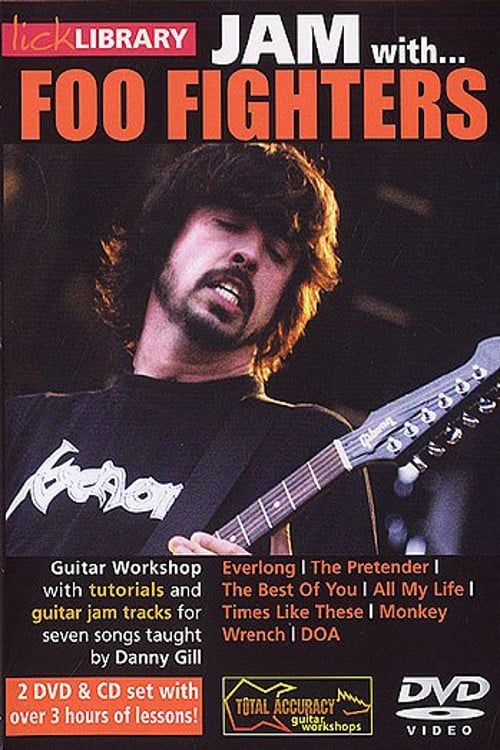 lickLIBRARY
JAM with...
FOO FIGHTERS
VENOM
Gibson
Guitar Workshop
with tutorials and
guitar jam tracks for
seven songs taught
by Danny Gill
Everlong | The Pretender |
The Best Of You | All My Life |
Times Like These | Monkey
Wrench | DOA
2 DVD & CD set with
over 3 hours of lessons!
TOTAL ACCURACY
guitar
workshops
DVD
VIDEO